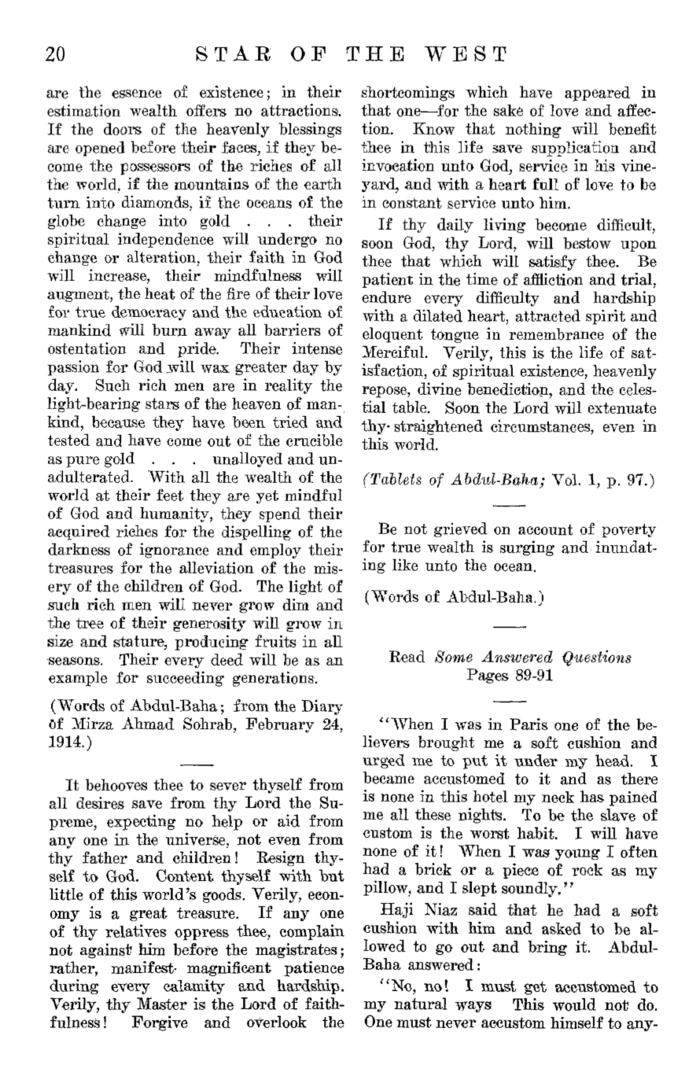 20 STAR OF THE WEST
are the essence of existence; in their
estimation wealth offers no attractions.
If the doors of the heavenly blessings
are opened before their faces, if they be-
come the possessors of the riches of all
the world, if the mountains of the earth
turn into diamonds, if the oceans of the
globe change into gold . . . their
spiritual independence will undergo no
change or alteration, their faith in God
will increase, their mindfulness will
augment, the heat of the fire of their love
for true democracy and the education of
mankind will burn away all barriers of
ostentation and pride. Their intense
passion for God will wax greater day by
day. Such rich men are in reality the
light-bearing stars of the heaven of man-
kind, because they have been tried and
tested and have come out of the crucible
as pure gold . . . unalloyed and un-
adulterated. With all the wealth of the
world at their feet they are yet mindful
of God and humanity, they spend their
acquired riches for the dispelling of the
darkness of ignorance and employ their
treasures for the alleviation of the mis-
ery of the children of God. The light of
such rich men will never grow dim and
the tree of their generosity will grow in
size and stature, producing fruits in all
seasons. Their every deed will be as an
example for succeeding generations.
(Words of Abdul-Baha; from the Diary
of Mirza Ahmad Sohrab, February 24,
1914.)
It behooves thee to sever thyself from
all desires save from thy Lord the Su-
preme, expecting no help or aid from
any one in the universe, not even from
thy father and children! Resign thy-
self to God. Content thyself with but
little of this world's goods. Verily, econ-
omy is a great treasure. If any one
of thy relatives oppress thee, complain
not against him before the magistrates;
rather, manifest magnificent patience
during every calamity and hardship.
Verily, thy Master is the Lord of faith-
fulness! Forgive and overlook the
shortcomings which have appeared in
that one—for the sake of love and affec-
tion. Know that nothing will benefit
thee in this life save supplication and
invocation unto God, service in his vine-
yard, and with a heart full of love to be
in constant service unto him.
If thy daily living become difficult,
soon God, thy Lord, will bestow upon
thee that which will satisfy thee. Be
patient in the time of affliction and trial,
endure every difficulty and hardship
with a dilated heart, attracted spirit and
eloquent tongue in remembrance of the
Merciful. Verily, this is the life of sat-
isfaction, of spiritual existence, heavenly
repose, divine benediction, and the celes-
tial table. Soon the Lord will extenuate
thy straightened circumstances, even in
this world.
(Tablets of Abdul-Baha; Vol. 1, p. 97.)
Be not grieved on account of poverty
for true wealth is surging and inundat-
ing like unto the ocean.
(Words of Abdul-Baha.)
Read Some Answered Questions
Pages 89-91
"When I was in Paris one of the be-
lievers brought me a soft cushion and
urged me to put it under my head. I
became accustomed to it and as there
is none in this hotel my neck has pained
me all these nights. To be the slave of
custom is the worst habit. I will have
none of it! When I was young I often
had a brick or a piece of rock as my
pillow, and I slept soundly."
Haji Niaz said that he had a soft
cushion with him and asked to be al-
lowed to go out and bring it. Abdul-
Baha answered:
"No, no! I must get accustomed to
my natural ways This would not do.
One must never accustom himself to any-